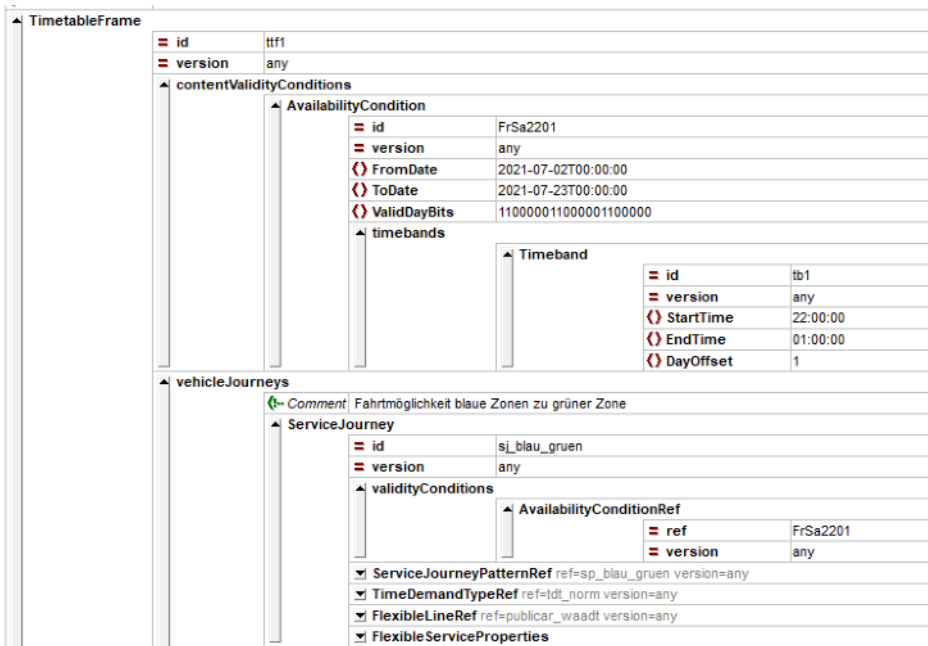 TimetableFrame
= id ttf1
= version any
contentValidityConditions
AvailabilityCondition
= id FrSa2201
= version any
FromDate 2021-07-02T00:00:00
ToDate 2021-07-23T00:00:00
ValidDayBits 110000011000001100000
timebands
Timeband
= id tb1
= version any
StartTime 22:00:00
EndTime 01:00:00
DayOffset 1
vehicleJourneys
Comment Fahrtmöglichkeit blaue Zonen zu grüner Zone
ServiceJourney
= id sj_blau_gruen
= version any
validityConditions
AvailabilityConditionRef
= ref FrSa2201
= version any
ServiceJourneyPatternRef ref=sp_blau_gruen version=any
TimeDemandTypeRef ref=tdt_norm version=any
FlexibleLineRef ref=publicar_waadt version=any
FlexibleServiceProperties